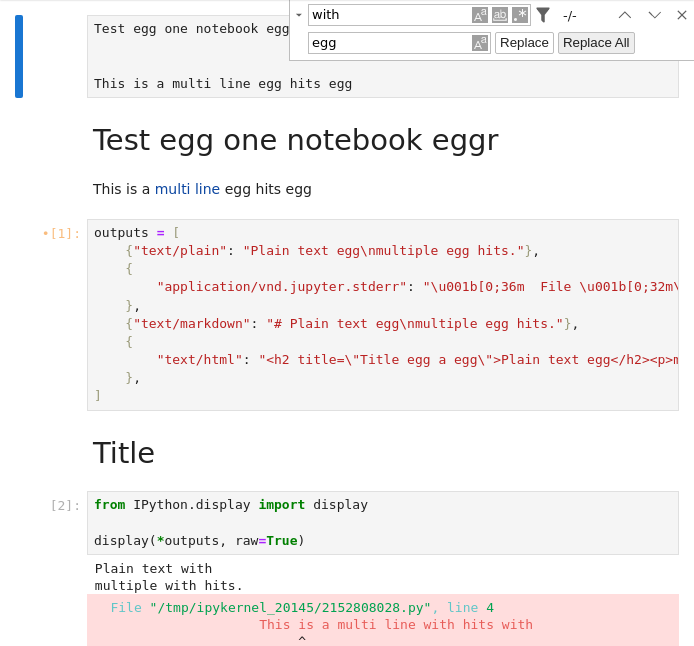 with
Aa
ab
.*
-/-
egg
Aa
Replace
Replace All
Test egg one notebook egg
This is a multi line egg hits egg
Test egg one notebook eggr
This is a multi line egg hits egg
•[1]:
outputs = [
    {"text/plain": "Plain text egg\nmultiple egg hits."},
    {
        "application/vnd.jupyter.stderr": "\u001b[0;36m  File \u001b[0;32m\
    },
    {"text/markdown": "# Plain text egg\nmultiple egg hits."},
    {
        "text/html": "<h2 title=\"Title egg a egg\">Plain text egg</h2><p>m
    },
]
Title
[2]:
from IPython.display import display
display(*outputs, raw=True)
Plain text with
multiple with hits.
  File "/tmp/ipykernel_20145/2152808028.py", line 4
    This is a multi line with hits with
         ^